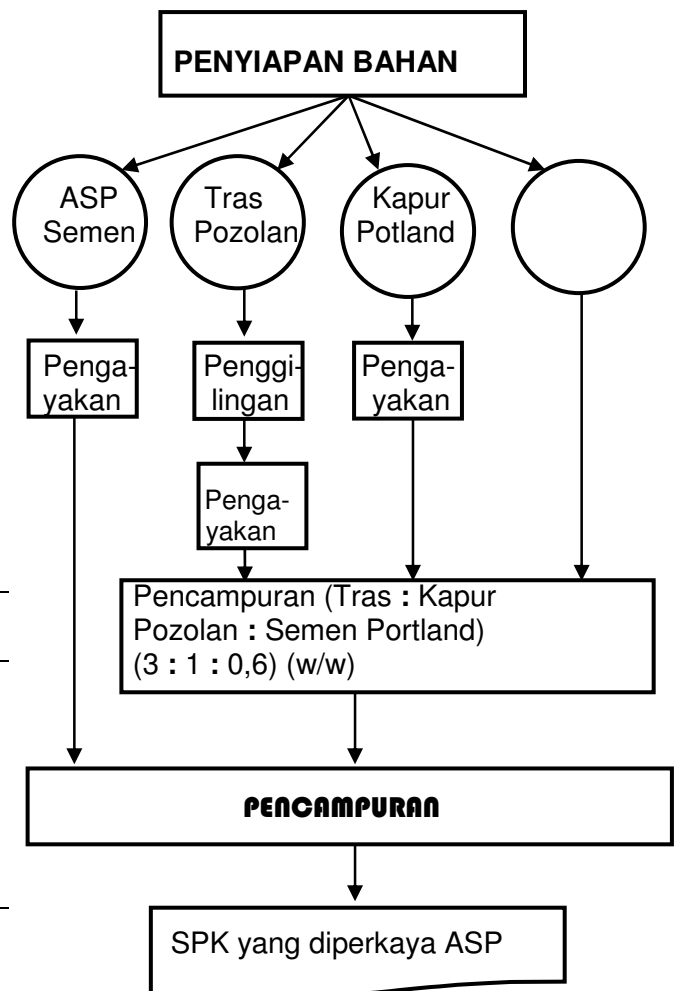 PENYIAPAN BAHAN
ASP
Semen
Tras
Pozolan
Kapur
Potland
Penga-
yakan
Penggi-
lingan
Penga-
yakan
Penga-
yakan
Pencampuran (Tras : Kapur
Pozolan : Semen Portland)
(3 : 1 : 0,6) (w/w)
PENCAMPURAN
SPK yang diperkaya ASP